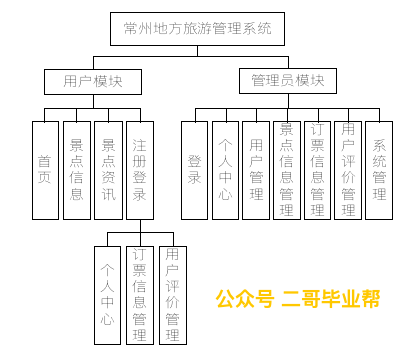 常州地方旅游管理系统
用户模块
管理员模块
首页
景点信息
景点资讯
注册登录
登录
个人中心
用户管理
景点信息管理
订票信息管理
用户评价管理
系统管理
个人中心
订票信息管理
用户评价管理
公众号 二哥毕业帮